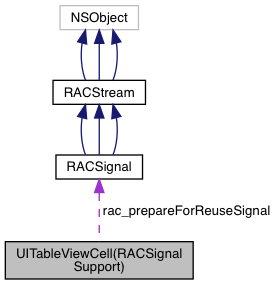 NSObject
RACStream
RACSignal
rac_prepareForReuseSignal
UITableViewCell(RACSignal
Support)